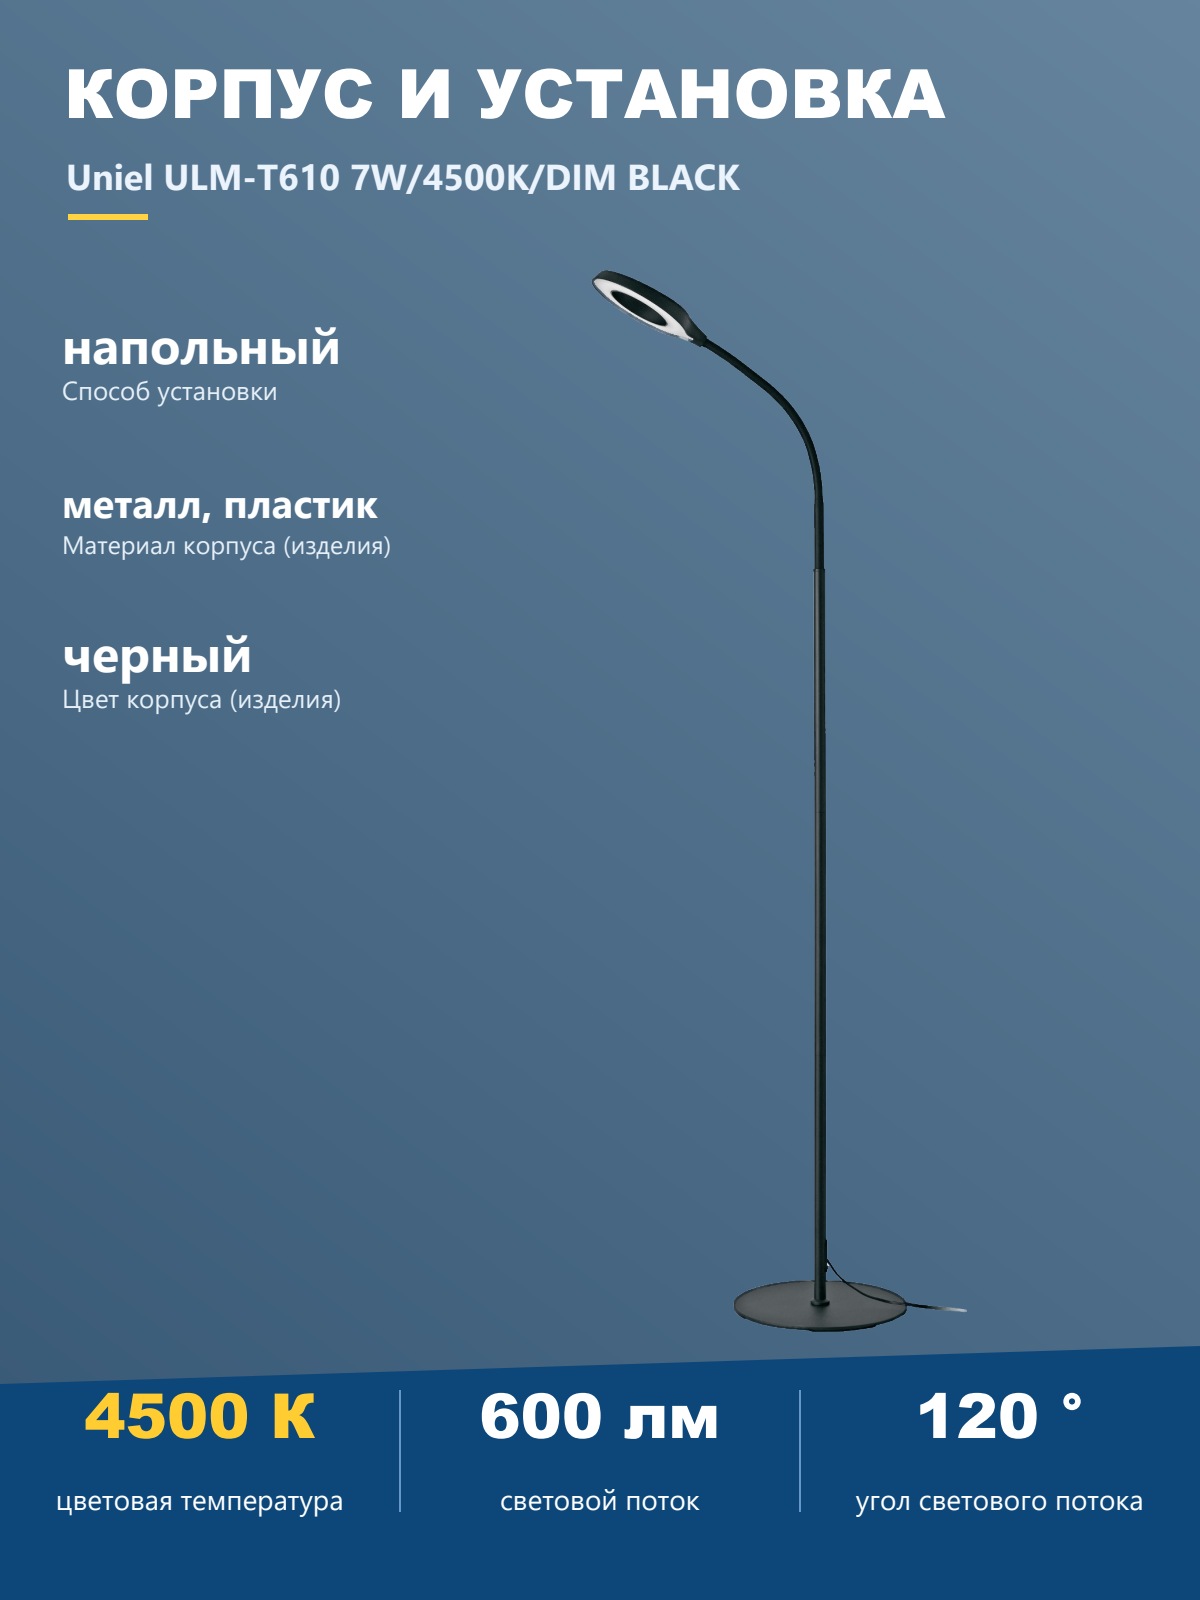 КОРПУС И УСТАНОВКА
Uniel ULM-T610 7W/4500K/DIM BLACK
напольный
Способ установки
металл, пластик
Материал корпуса (изделия)
черный
Цвет корпуса (изделия)
4500 К
цветовая температура
600 лм
световой поток
120 °
угол светового потока